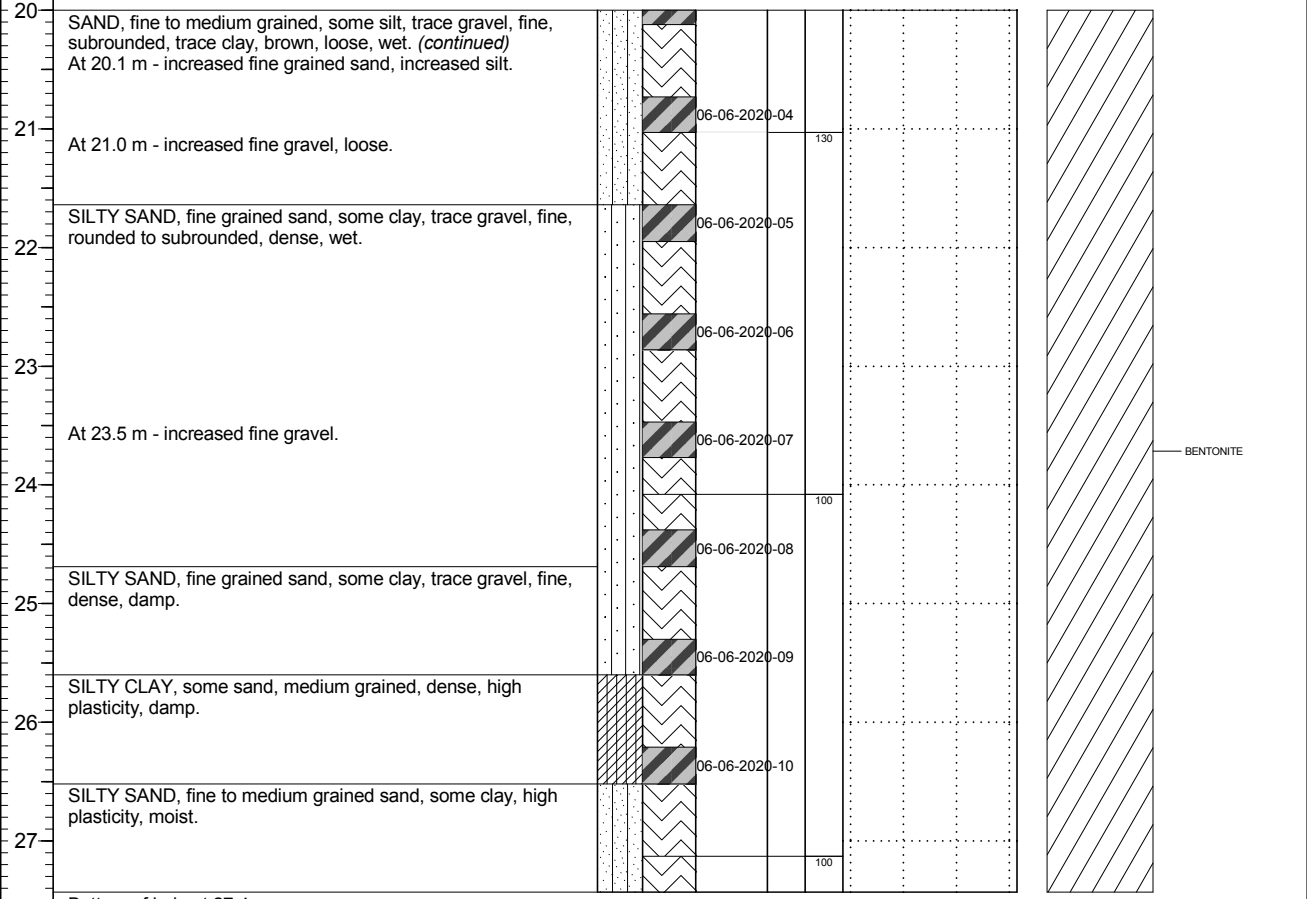 20
SAND, fine to medium grained, some silt, trace gravel, fine,
subrounded, trace clay, brown, loose, wet. (continued)
At 20.1 m - increased fine grained sand, increased silt.
06-06-2020-04
21
130
At 21.0 m - increased fine gravel, loose.
SILTY SAND, fine grained sand, some clay, trace gravel, fine,
rounded to subrounded, dense, wet.
06-06-2020-05
22
06-06-2020-06
23
At 23.5 m - increased fine gravel.
06-06-2020-07
BENTONITE
24
100
06-06-2020-08
SILTY SAND, fine grained sand, some clay, trace gravel, fine,
dense, damp.
25
06-06-2020-09
SILTY CLAY, some sand, medium grained, dense, high
plasticity, damp.
26
06-06-2020-10
SILTY SAND, fine to medium grained sand, some clay, high
plasticity, moist.
27
100